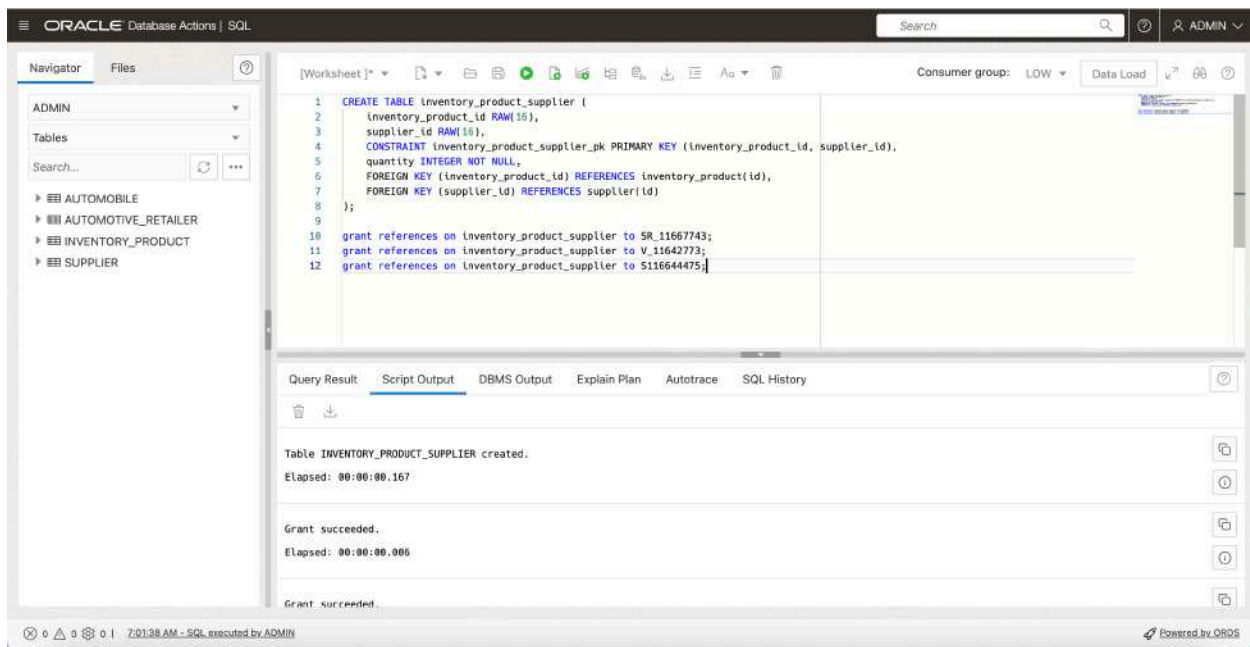 ORACLE Database Actions | SQL
Search
ADMIN
Navigator
Files
ADMIN
Tables
Search...
AUTOMOBILE
AUTOMOTIVE_RETAILER
INVENTORY_PRODUCT
SUPPLIER
[Worksheet ]*
Aa
Consumer group: LOW
Data Load
1 CREATE TABLE inventory_product_supplier (
2 inventory_product_id RAW(16),
3 supplier_id RAW(16),
4 CONSTRAINT inventory_product_supplier_pk PRIMARY KEY (inventory_product_id, supplier_id),
5 quantity INTEGER NOT NULL,
6 FOREIGN KEY (inventory_product_id) REFERENCES inventory_product(id),
7 FOREIGN KEY (supplier_id) REFERENCES supplier(id)
8 );
9
10 grant references on inventory_product_supplier to SR_11667743;
11 grant references on inventory_product_supplier to V_11642773;
12 grant references on inventory_product_supplier to S116644475;
Query Result
Script Output
DBMS Output
Explain Plan
Autotrace
SQL History
Table INVENTORY_PRODUCT_SUPPLIER created.
Elapsed: 00:00:00.167
Grant succeeded.
Elapsed: 00:00:00.006
Grant succeeded.
0 0 0 | 7:01:38 AM - SQL executed by ADMIN
Powered by ORDS